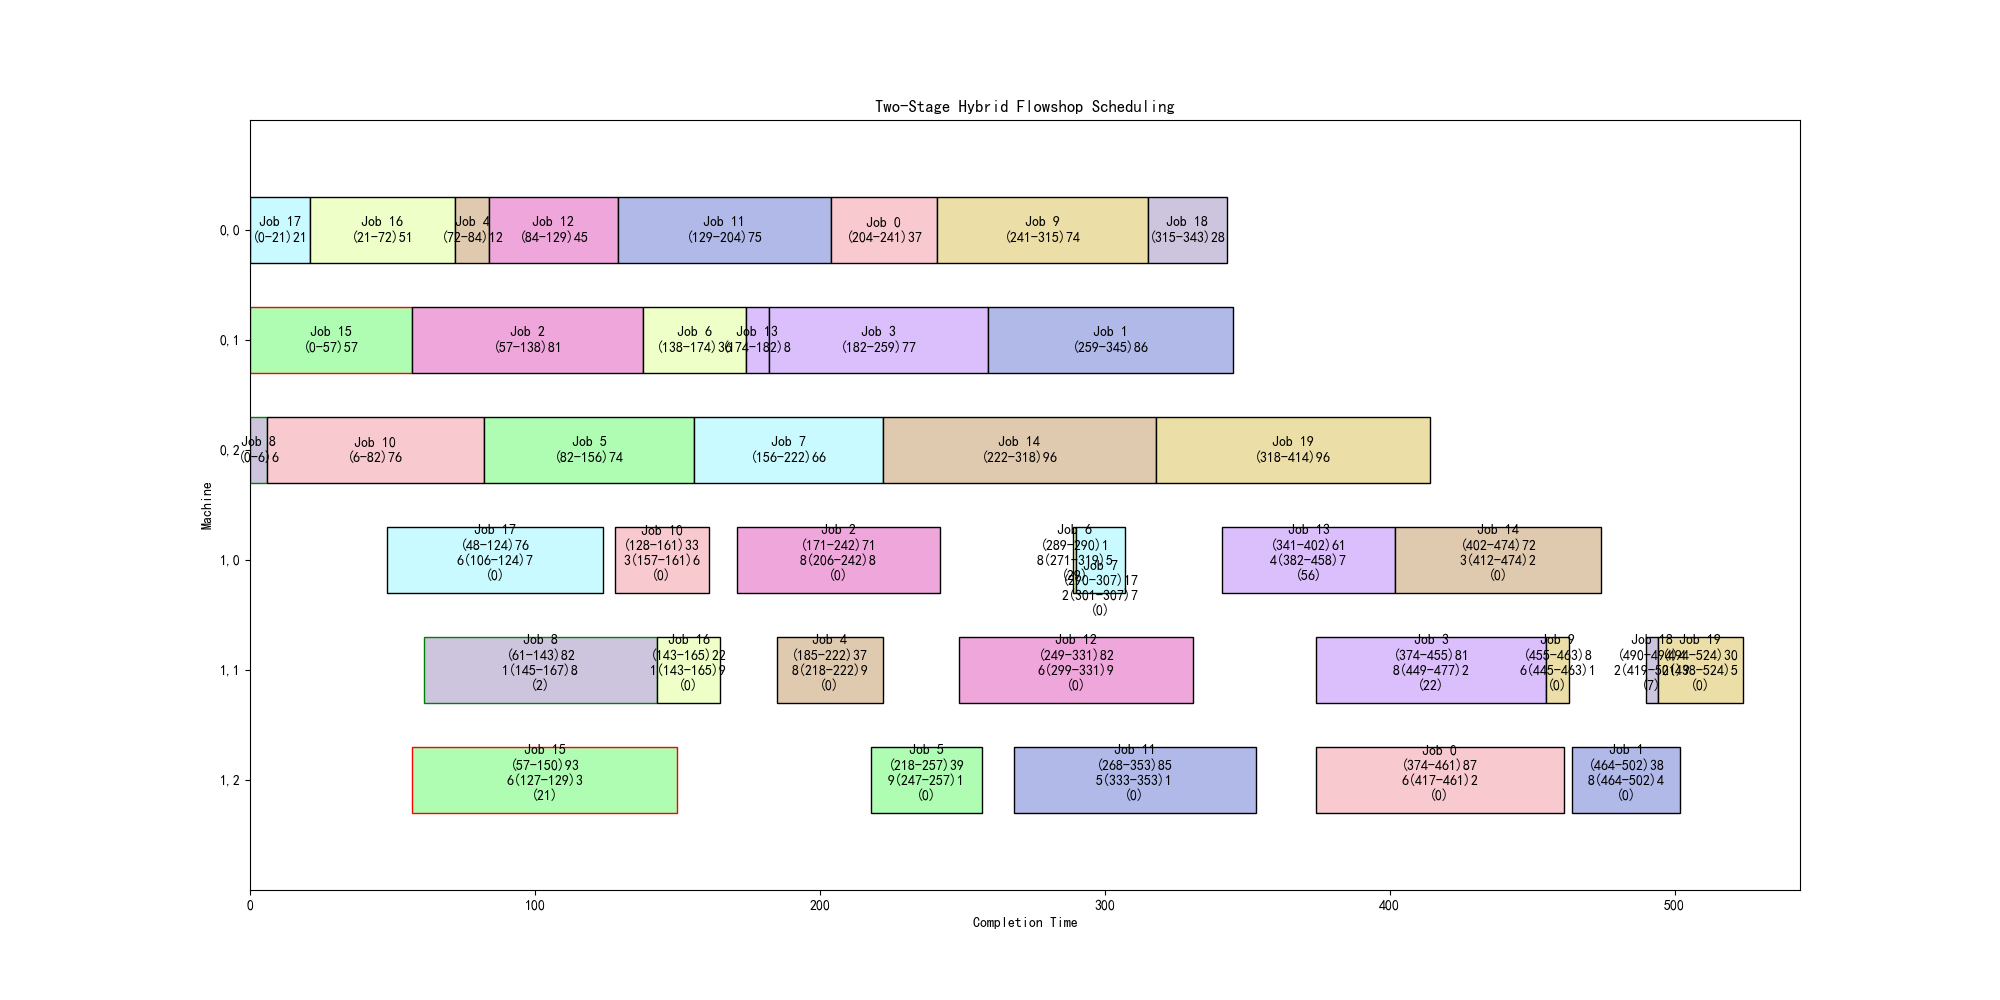 Two-Stage Hybrid Flowshop Scheduling
Machine
0,0
Job 17
(0-21)21
Job 16
(21-72)51
Job 4
(72-84)12
Job 12
(84-129)45
Job 11
(129-204)75
Job 0
(204-241)37
Job 9
(241-315)74
Job 18
(315-343)28
0,1
Job 15
(0-57)57
Job 2
(57-138)81
Job 6
(138-174)36
Job 13
(174-182)8
Job 3
(182-259)77
Job 1
(259-345)86
0,2
Job 8
(0-6)6
Job 10
(6-82)76
Job 5
(82-156)74
Job 7
(156-222)66
Job 14
(222-318)96
Job 19
(318-414)96
1,0
Job 17
(48-124)76
6(106-124)7
(0)
Job 10
(128-161)33
3(157-161)6
(0)
Job 2
(171-242)71
8(206-242)8
(0)
Job 6
(289-290)1
8(271-319)5
(29)
Job 7
(290-307)17
2(301-307)7
(0)
Job 13
(341-402)61
4(382-458)7
(56)
Job 14
(402-474)72
3(412-474)2
(0)
1,1
Job 8
(61-143)82
1(145-167)8
(2)
Job 16
(143-165)22
1(143-165)9
(0)
Job 4
(185-222)37
8(218-222)9
(0)
Job 12
(249-331)82
6(299-331)9
(0)
Job 3
(374-455)81
8(449-477)2
(22)
Job 9
(455-463)8
6(445-463)1
(0)
Job 18
(490-494)4
(7)
Job 19
(494-524)30
(0)
1,2
Job 15
(57-150)93
6(127-129)3
(21)
Job 5
(218-257)39
9(247-257)1
(0)
Job 11
(268-353)85
5(333-353)1
(0)
Job 0
(374-461)87
6(417-461)2
(0)
Job 1
(464-502)38
8(464-502)4
(0)
0
100
200
300
400
500
Completion Time